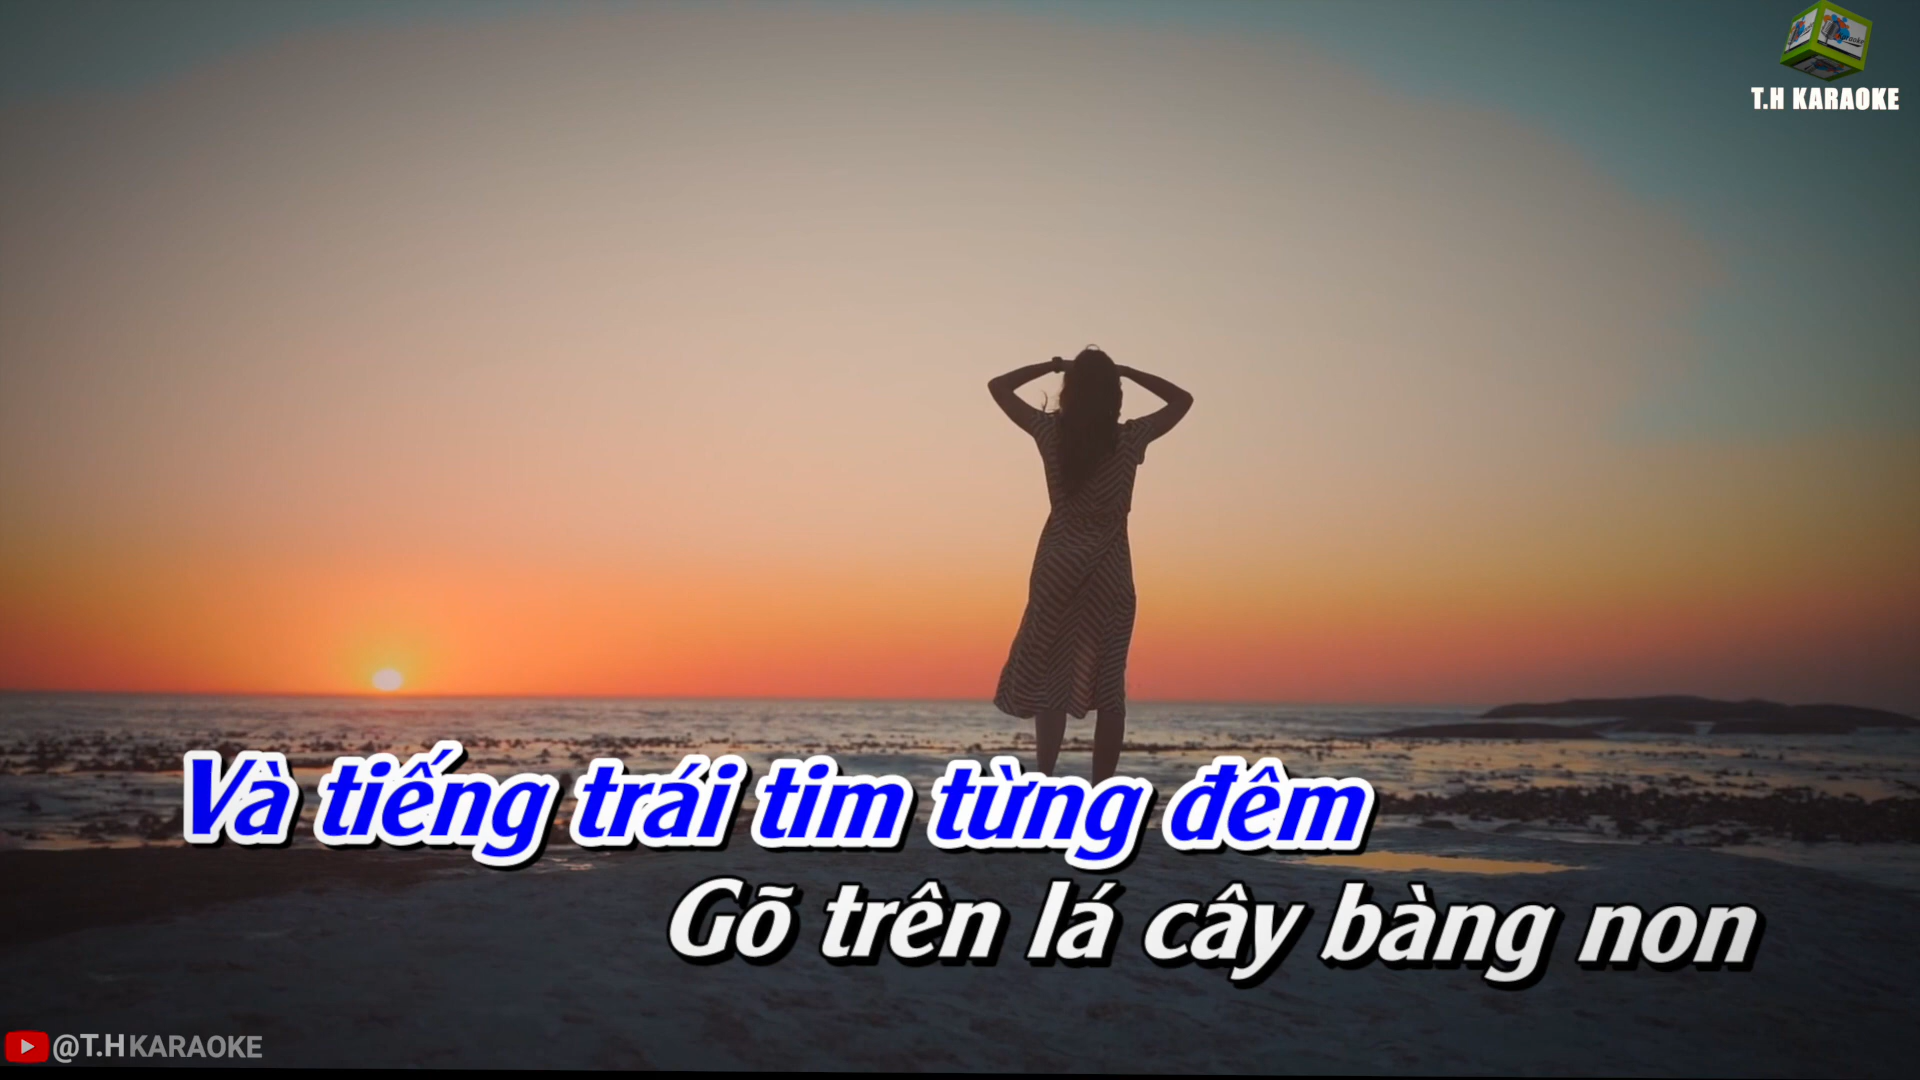 T.H KARAOKE
Và tiếng trái tim từng đêm
Gõ trên lá cây bàng non
@T.H KARAOKE